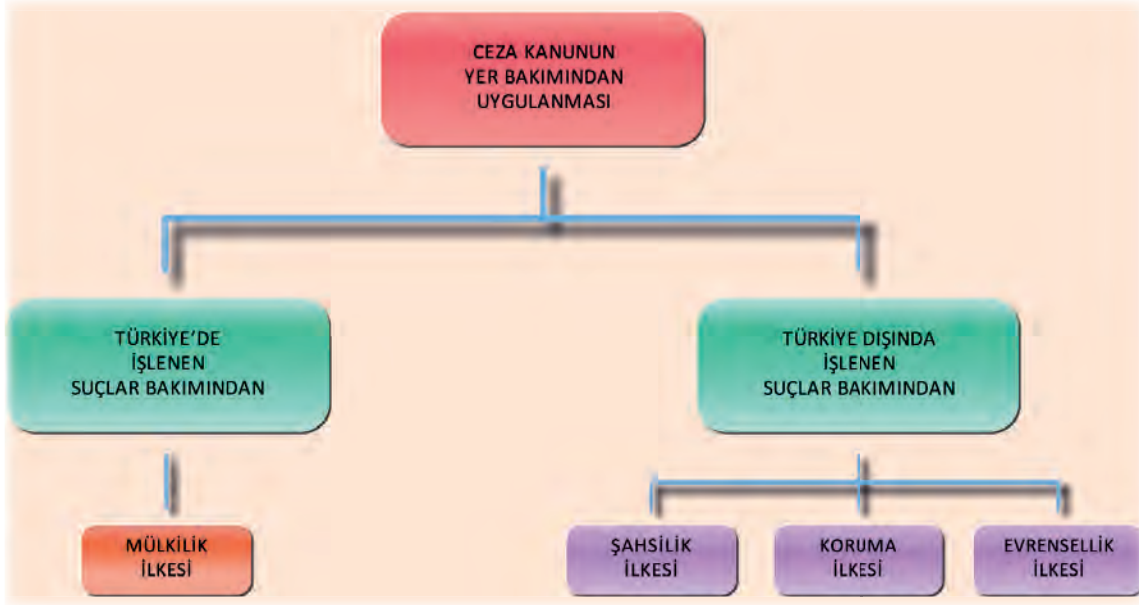 CEZA KANUNUN
YER BAKIMINDAN
UYGULANMASI
TÜRKİYE'DE
İŞLENEN
SUÇLAR BAKIMINDAN
TÜRKİYE DIŞINDA
İŞLENEN
SUÇLAR BAKIMINDAN
MÜLKİLİK
İLKESİ
ŞAHSİLİK
İLKESİ
KORUMA
İLKESİ
EVRENSELLİK
İLKESİ